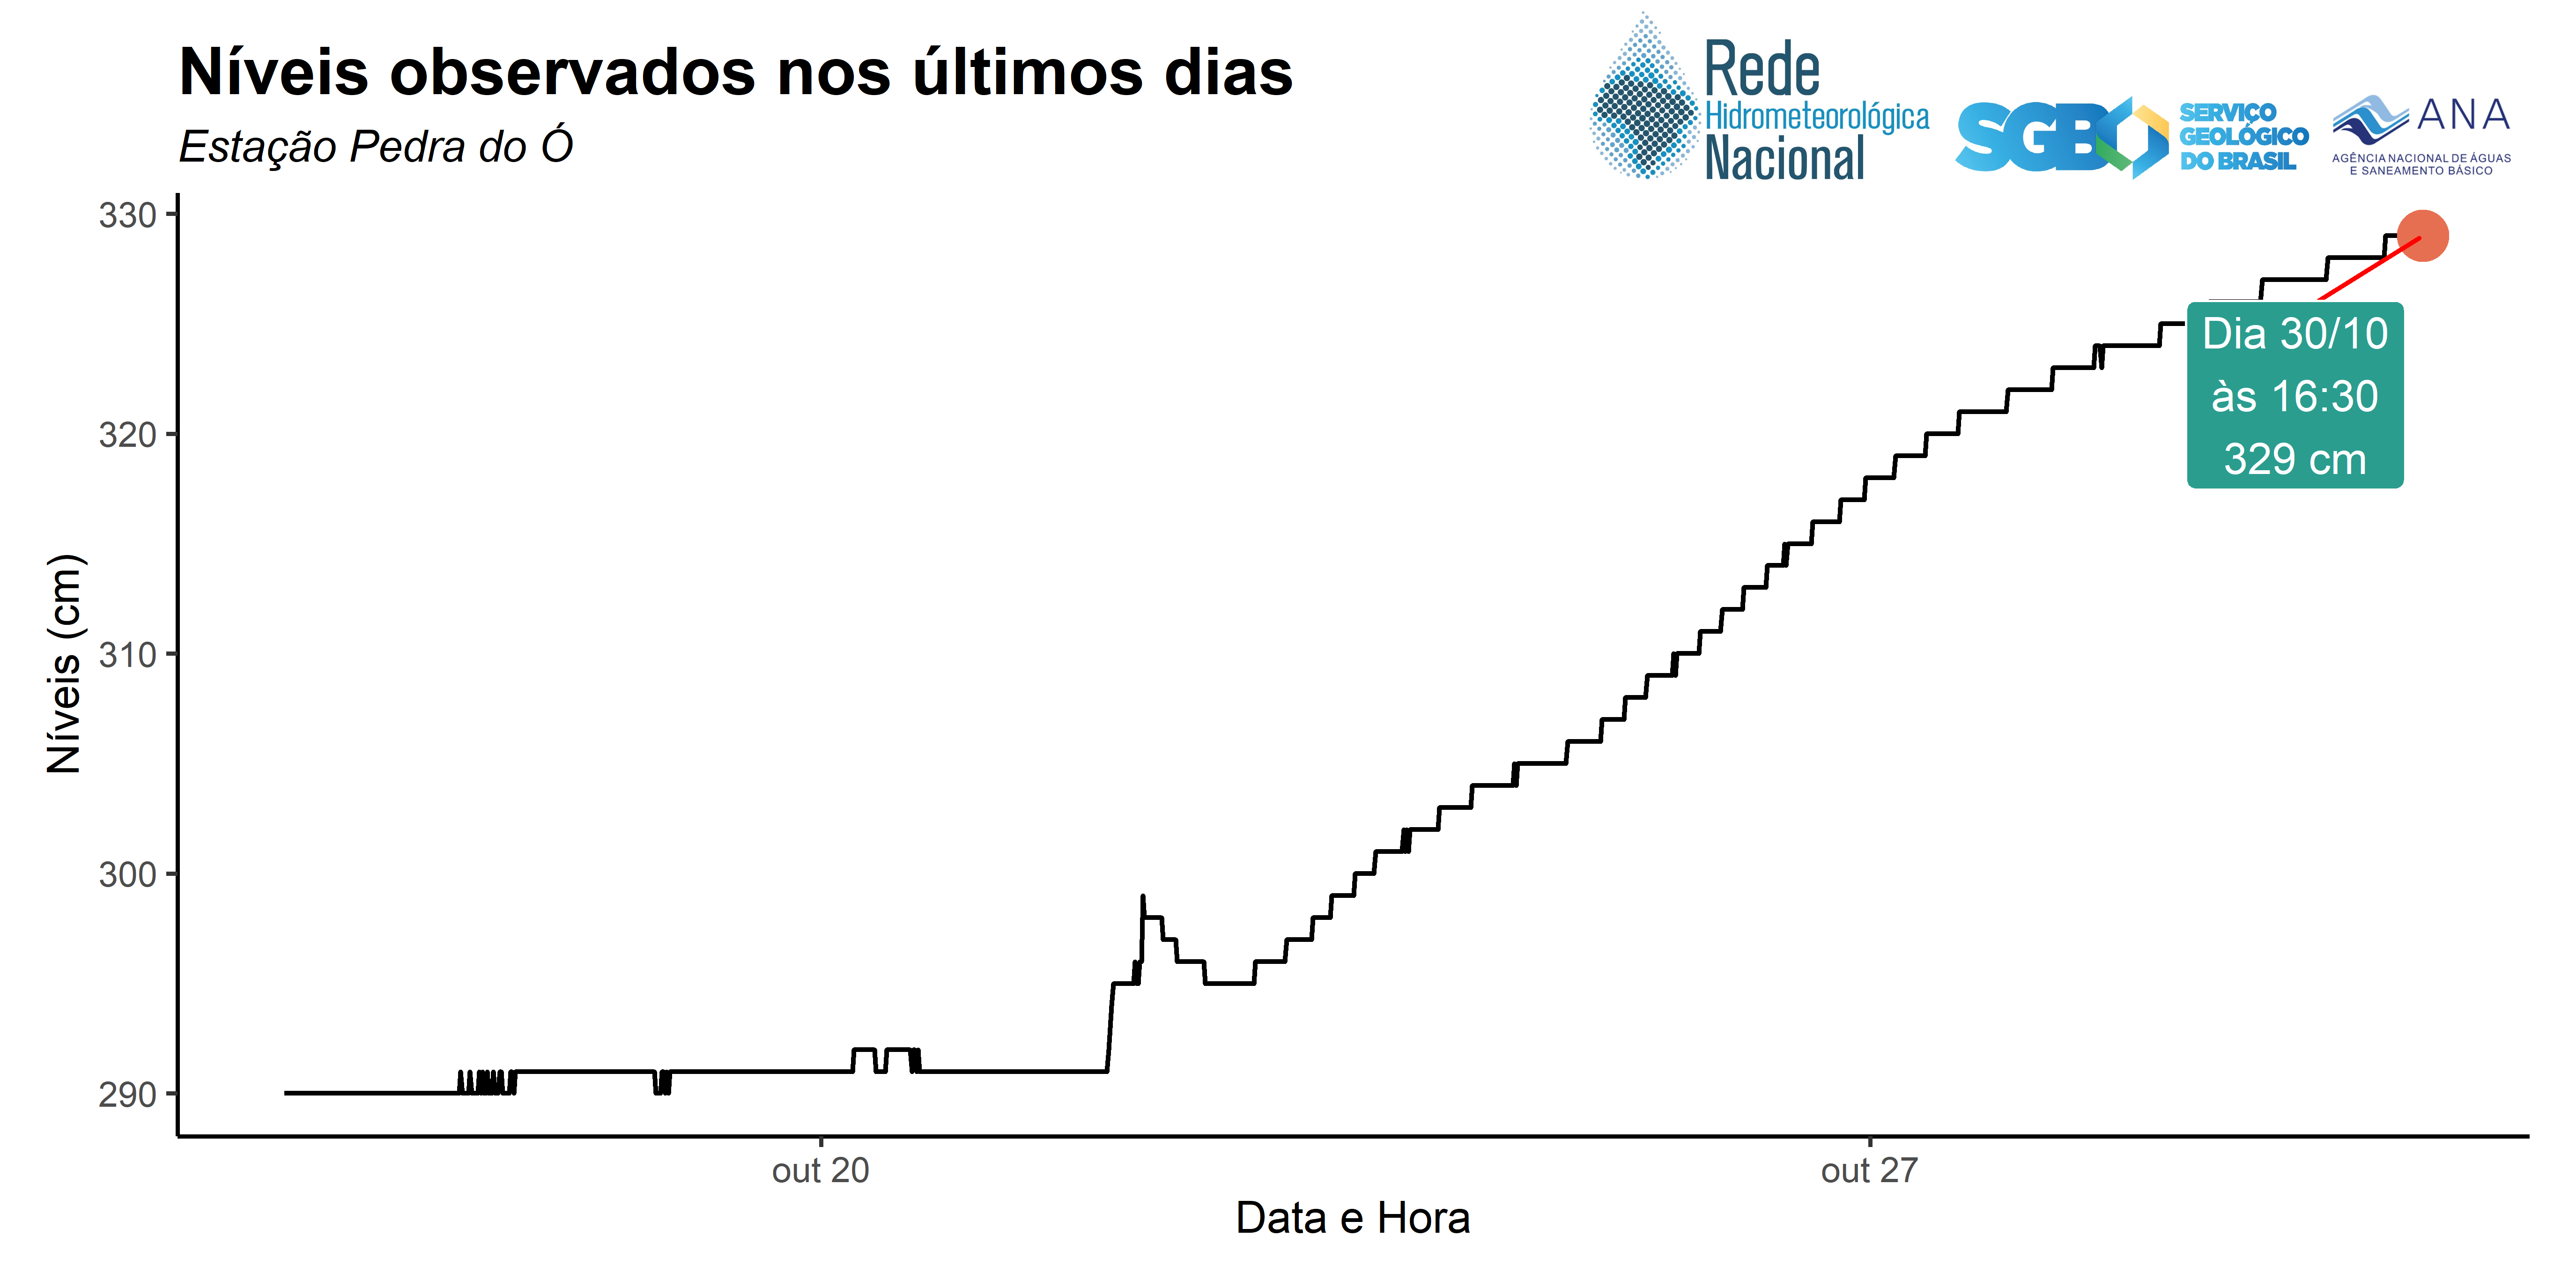 Níveis observados nos últimos dias
Estação Pedra do Ó
Rede
Hidrometeorológica
Nacional
SGB
SERVIÇO
GEOLÓGICO
DO BRASIL
ANA
AGÊNCIA NACIONAL DE ÁGUAS
E SANEAMENTO BÁSICO
330
320
310
300
290
Níveis (cm)
Dia 30/10
às 16:30
329 cm
out 20
out 27
Data e Hora